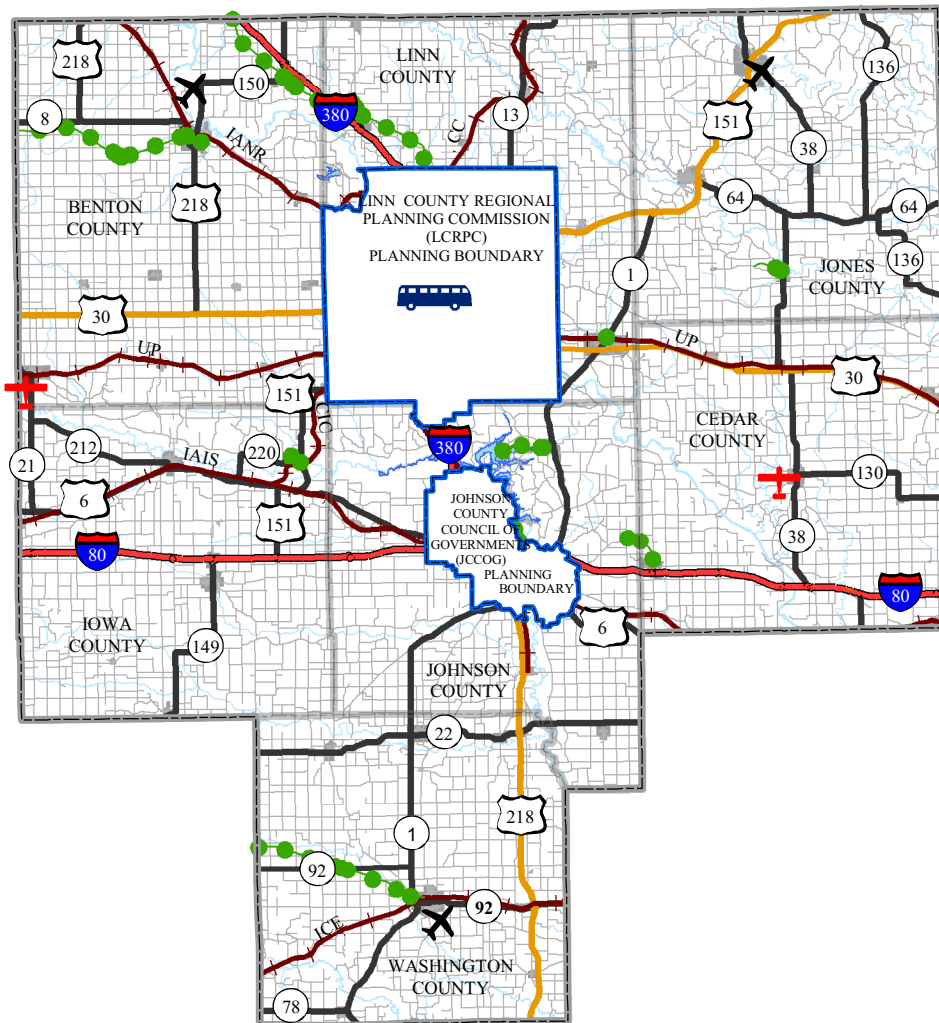 218
150
LINN
COUNTY
380
13
CC
136
151
38
8
IANR
BENTON
COUNTY
218
LINN COUNTY REGIONAL
PLANNING COMMISSION
(LCRPC)
PLANNING BOUNDARY
64
64
136
JONES
COUNTY
1
30
UP
UP
30
151
CIC
CEDAR
COUNTY
21
212
IAIS
220
380
6
151
130
JOHNSON
COUNTY
COUNCIL OF
GOVERNMENTS
(JCCOG)
PLANNING
BOUNDARY
38
80
80
IOWA
COUNTY
149
6
JOHNSON
COUNTY
22
218
1
92
92
ICE
WASHINGTON
COUNTY
78